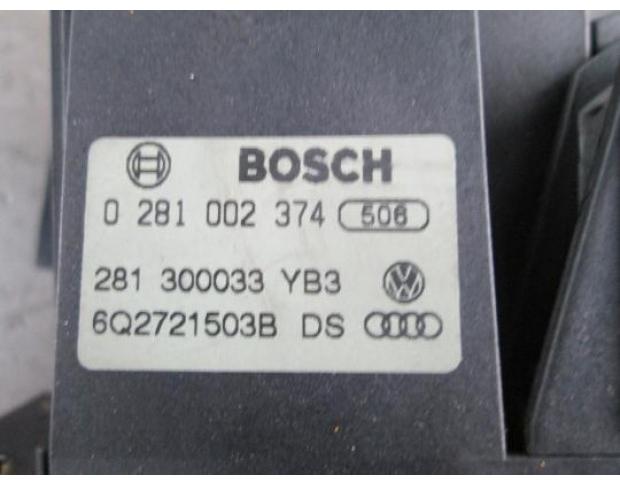 BOSCH
0 281 002 374 506
281 300033 YB3
6Q2721503B DS